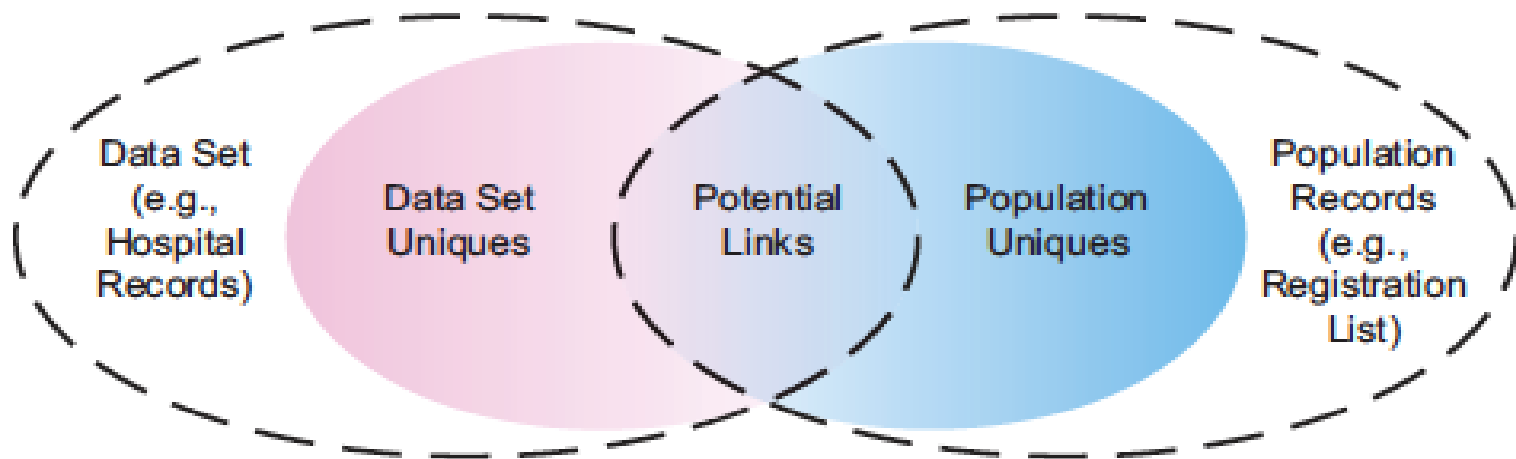 Data Set
(e.g.,
Hospital
Records)
Data Set
Uniques
Potential
Links
Population
Uniques
Population
Records
(e.g.,
Registration
List)